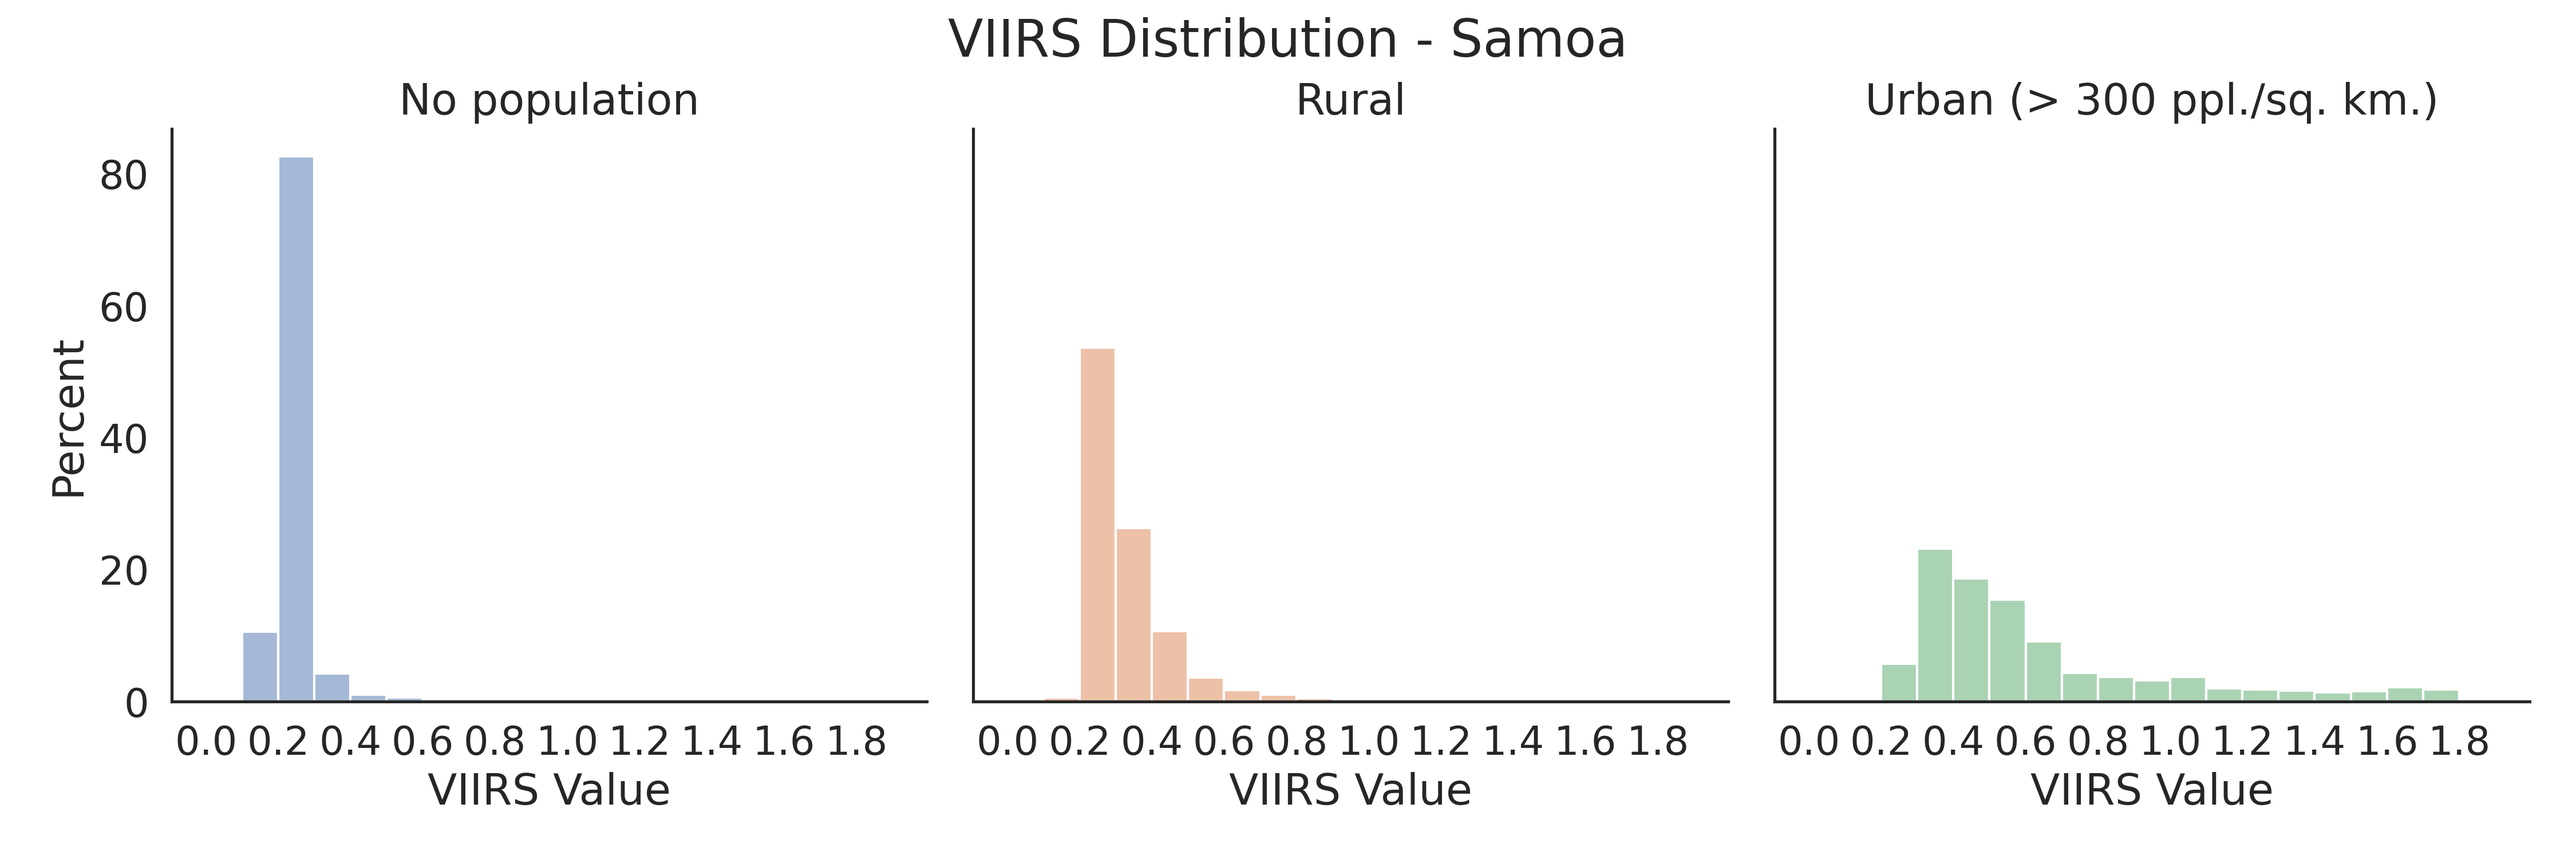 VIIRS Distribution - Samoa
No population
Rural
Urban (> 300 ppl./sq. km.)
Percent
80
60
40
20
0
0.0 0.2 0.4 0.6 0.8 1.0 1.2 1.4 1.6 1.8
0.0 0.2 0.4 0.6 0.8 1.0 1.2 1.4 1.6 1.8
0.0 0.2 0.4 0.6 0.8 1.0 1.2 1.4 1.6 1.8
VIIRS Value
VIIRS Value
VIIRS Value